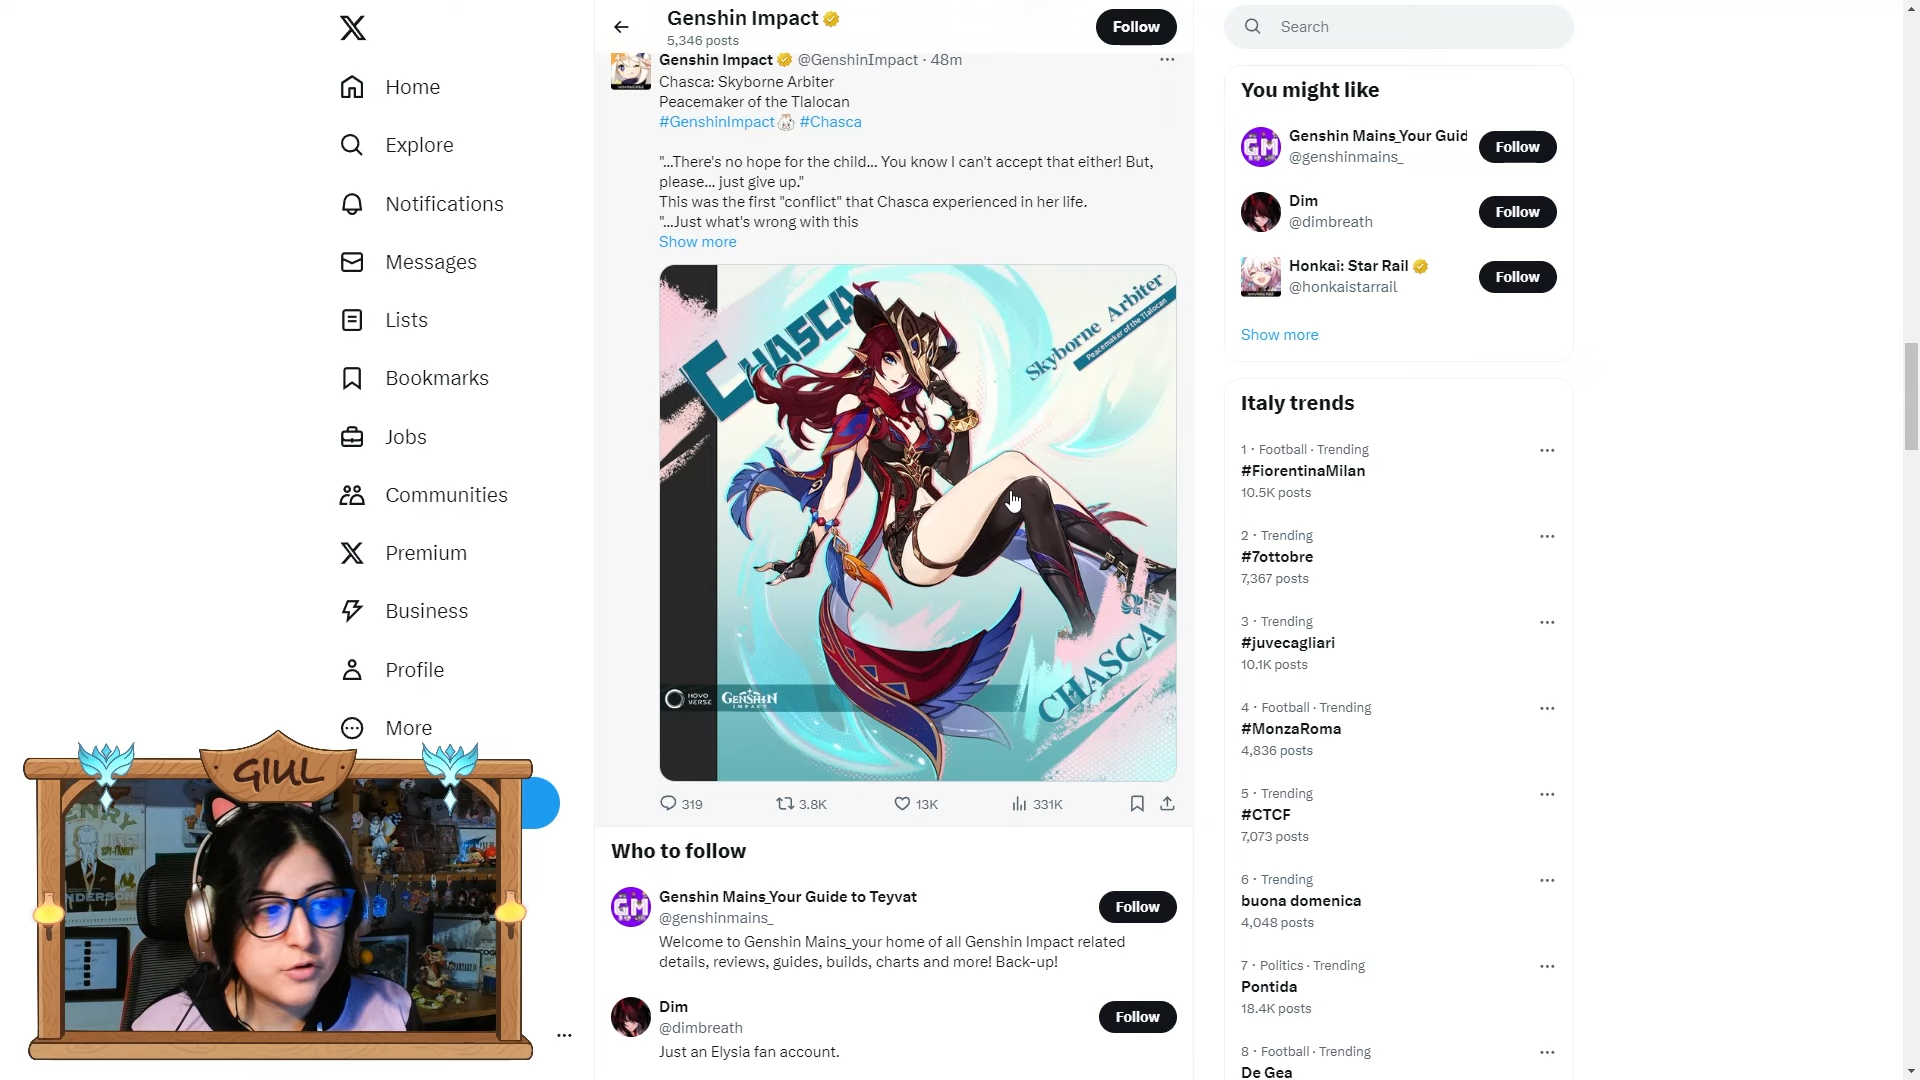 Home
Explore
Notifications
Messages
Lists
Bookmarks
Jobs
Communities
Premium
Business
Profile
More
GIUL
Genshin Impact
5,346 posts
Follow
Genshin Impact @GenshinImpact · 48m
Chasca: Skyborne Arbiter
Peacemaker of the Tlalocan
#GenshinImpact #Chasca
"...There's no hope for the child... You know I can't accept that either! But,
please... just give up."
This was the first "conflict" that Chasca experienced in her life.
"...Just what's wrong with this
Show more
CHASCA
Skyborne Arbiter
Peacemaker of the Tlalocan
CHASCA
HOYO
VERSE
GENSHIN
IMPACT
319
3.8K
13K
331K
Who to follow
Genshin Mains_Your Guide to Teyvat
@genshinmains_
Follow
Welcome to Genshin Mains_your home of all Genshin Impact related
details, reviews, guides, builds, charts and more! Back-up!
Dim
@dimbreath
Follow
Just an Elysia fan account.
Search
You might like
Genshin Mains_Your Guid
@genshinmains_
Follow
Dim
@dimbreath
Follow
Honkai: Star Rail
@honkaistarrail
Follow
Show more
Italy trends
1 · Football · Trending
#FiorentinaMilan
10.5K posts
2 · Trending
#7ottobre
7,367 posts
3 · Trending
#juvecagliari
10.1K posts
4 · Football · Trending
#MonzaRoma
4,836 posts
5 · Trending
#CTCF
7,073 posts
6 · Trending
buona domenica
4,048 posts
7 · Politics · Trending
Pontida
18.4K posts
8 · Football · Trending
De Gea